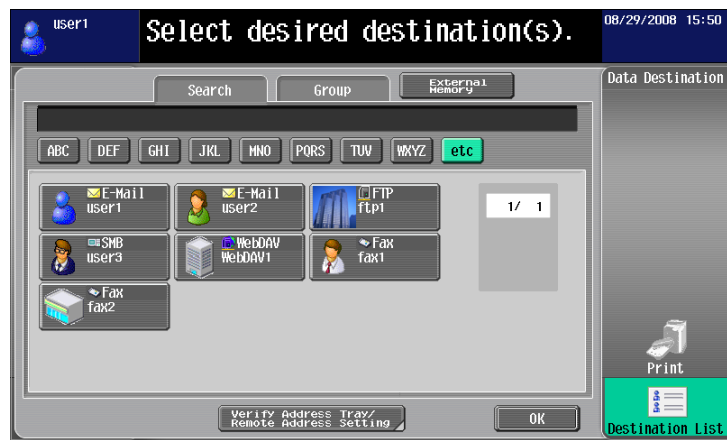 user1
Select desired destination(s).
08/29/2008 15:50
Search
Group
External
Memory
Data Destination
ABC
DEF
GHI
JKL
MNO
PQRS
TUV
WXYZ
etc
E-Mail
user1
E-Mail
user2
FTP
ftp1
1/ 1
SMB
user3
WebDAV
WebDAV1
Fax
fax1
Fax
fax2
Print
Verify Address Tray/
Remote Address Setting
OK
Destination List